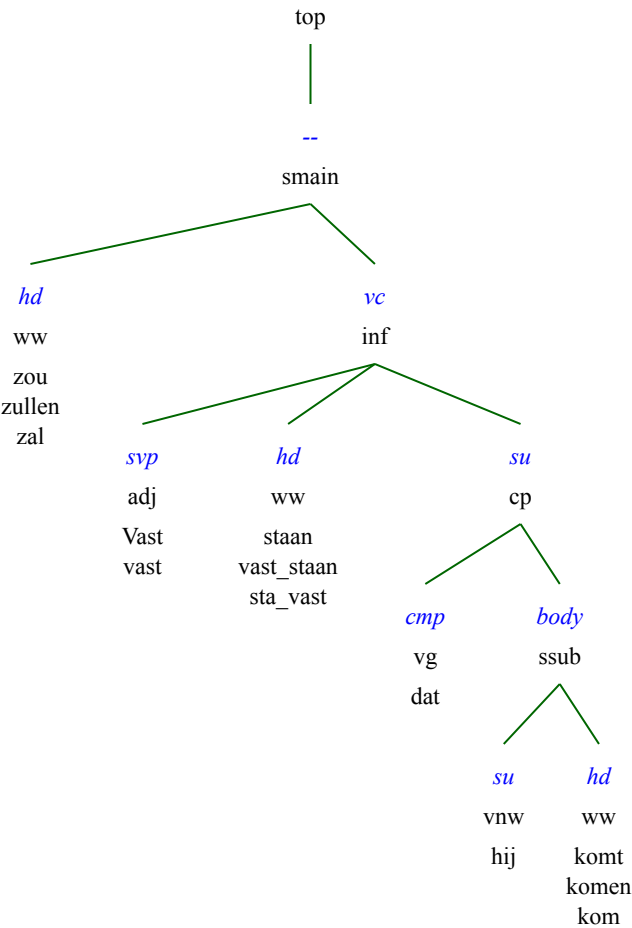 top
--
smain
hd vc
ww inf
zou
zullen
zal
svp hd su
adj ww cp
Vast staan
vast vast_staan
sta_vast
cmp body
vg ssub
dat
su hd
vnw ww
hij komt
komen
kom